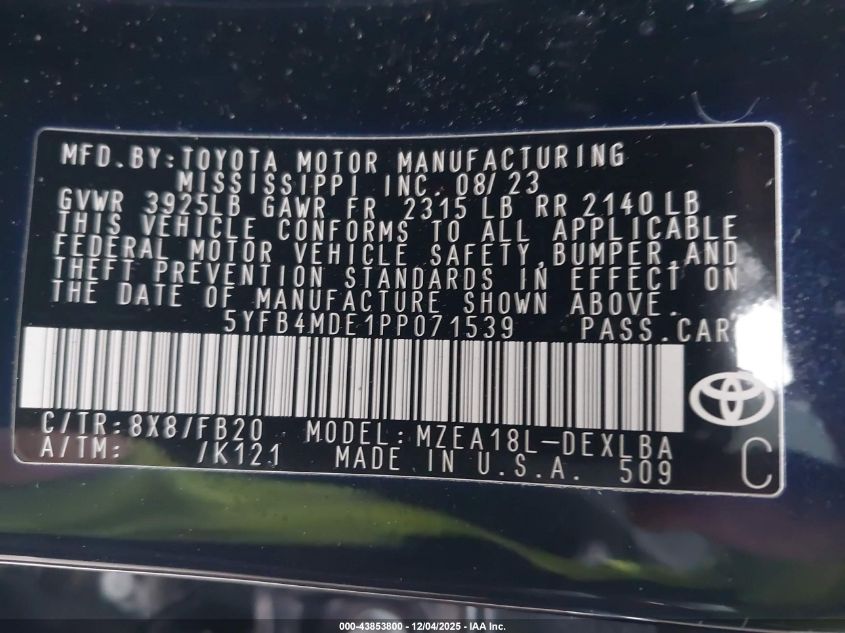 MFD.BY:TOYOTA MOTOR MANUFACTURING
MISSISSIPPI INC. 08/23
GVWR 3925LB GAWR FR 2315 LB RR 2140LB
THIS VEHICLE CONFORMS TO ALL APPLICABLE
FEDERAL MOTOR VEHICLE SAFETY,BUMPER,AND
THEFT PREVENTION STANDARDS IN EFFECT ON
THE DATE OF MANUFACTURE SHOWN ABOVE.
5YFB4MDE1PP071539 PASS.CAR
C/TR:8X8/FB20 MODEL:MZEA18L-DEXLBA
A/TM: /K121 MADE IN U.S.A. 509 C
000-43853800 - 12/04/2025 - IAA Inc.